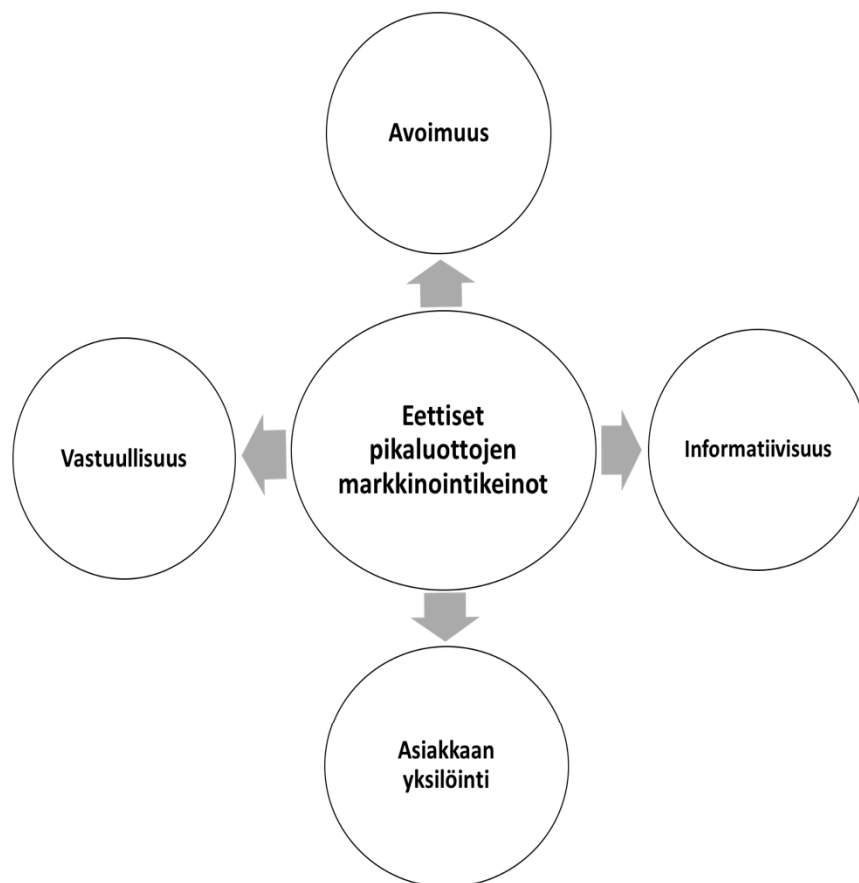 Avoimuus
Eettiset
pikaluottojen
markkinointikeinot
Vastuullisuus
Informatiivisuus
Asiakkaan
yksilöinti